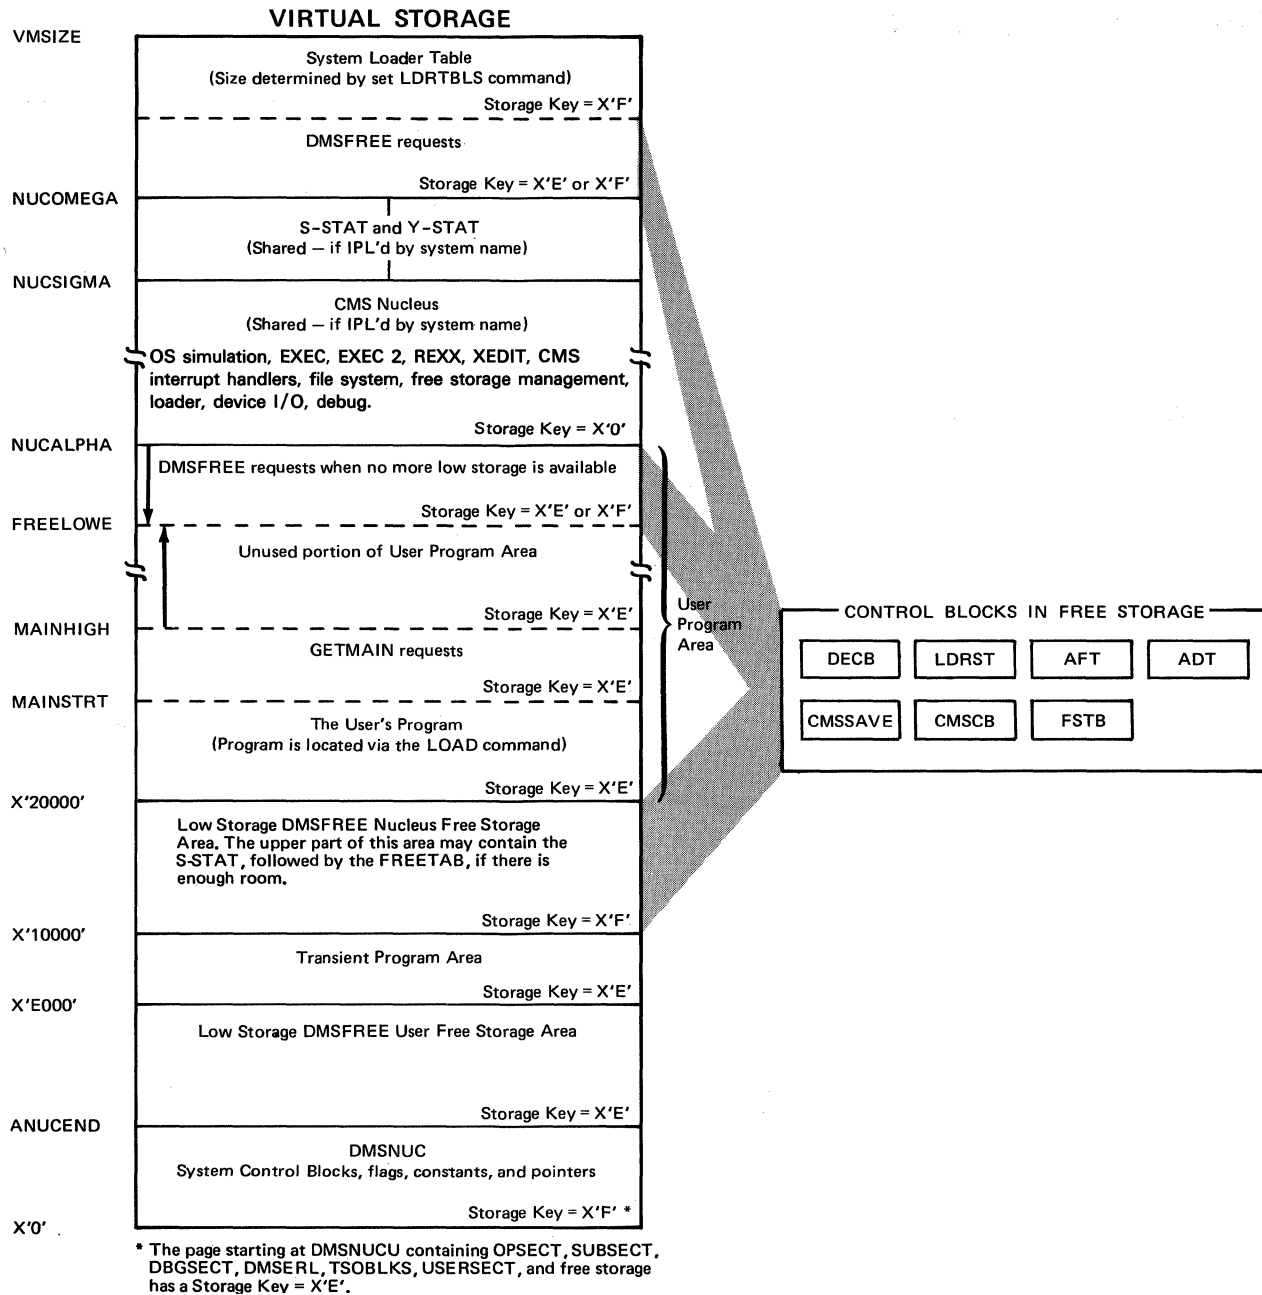 VIRTUAL STORAGE
VMSIZE
System Loader Table
(Size determined by set LDRTBLS command)
Storage Key = X'F'
DMSFREE requests
Storage Key = X'E' or X'F'
NUCOMEGA
S-STAT and Y-STAT
(Shared – if IPL'd by system name)
NUCSIGMA
CMS Nucleus
(Shared – if IPL'd by system name)
OS simulation, EXEC, EXEC 2, REXX, XEDIT, CMS
interrupt handlers, file system, free storage management,
loader, device I/O, debug.
Storage Key = X'0'
NUCALPHA
DMSFREE requests when no more low storage is available
Storage Key = X'E' or X'F'
FREELOWE
Unused portion of User Program Area
Storage Key = X'E'
MAINHIGH
GETMAIN requests
Storage Key = X'E'
MAINSTRT
The User's Program
(Program is located via the LOAD command)
Storage Key = X'E'
User
Program
Area
X'20000'
Low Storage DMSFREE Nucleus Free Storage
Area. The upper part of this area may contain the
S-STAT, followed by the FREETAB, if there is
enough room.
Storage Key = X'F'
X'10000'
Transient Program Area
Storage Key = X'E'
X'E000'
Low Storage DMSFREE User Free Storage Area
Storage Key = X'E'
ANUCEND
DMSNUC
System Control Blocks, flags, constants, and pointers
Storage Key = X'F' *
X'0'
* The page starting at DMSNUCU containing OPSECT, SUBSECT,
DBGSECT, DMSERL, TSOBLKS, USERSECT, and free storage
has a Storage Key = X'E'.
CONTROL BLOCKS IN FREE STORAGE
DECB LDRST AFT ADT
CMSSAVE CMSCB FSTB